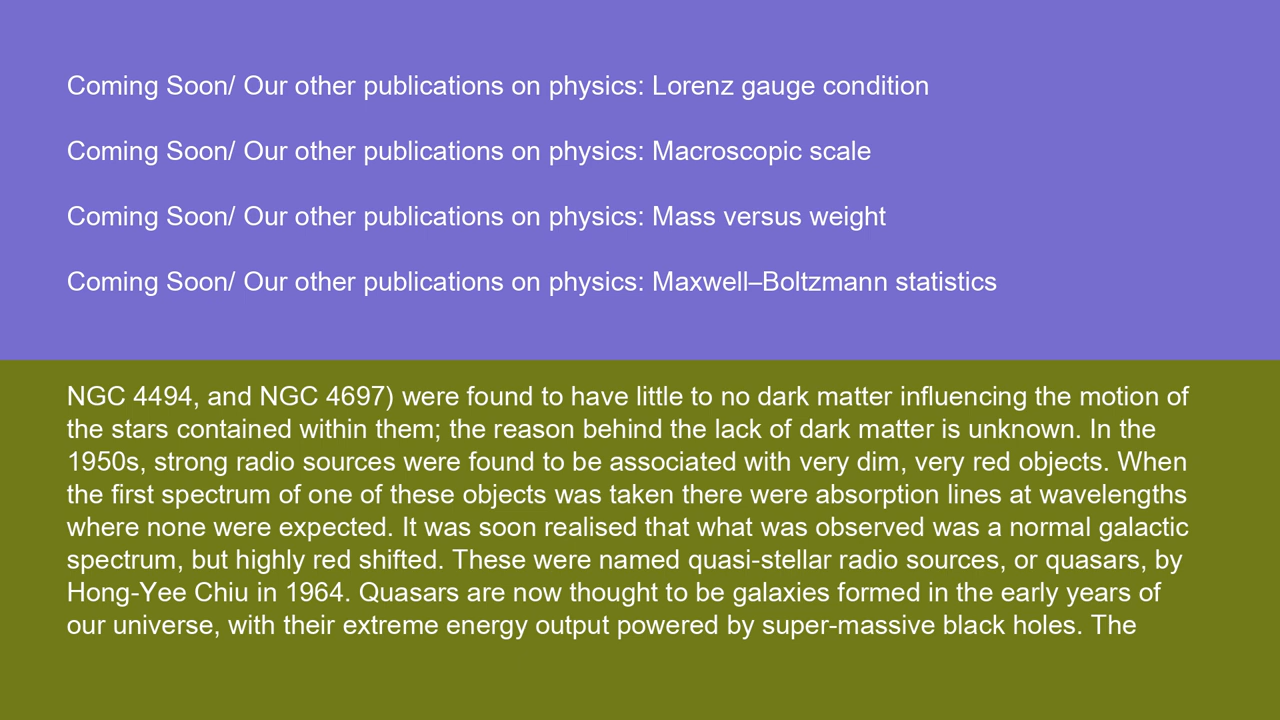 Coming Soon/ Our other publications on physics: Lorenz gauge condition
Coming Soon/ Our other publications on physics: Macroscopic scale
Coming Soon/ Our other publications on physics: Mass versus weight
Coming Soon/ Our other publications on physics: Maxwell–Boltzmann statistics
NGC 4494, and NGC 4697) were found to have little to no dark matter influencing the motion of
the stars contained within them; the reason behind the lack of dark matter is unknown. In the
1950s, strong radio sources were found to be associated with very dim, very red objects. When
the first spectrum of one of these objects was taken there were absorption lines at wavelengths
where none were expected. It was soon realised that what was observed was a normal galactic
spectrum, but highly red shifted. These were named quasi-stellar radio sources, or quasars, by
Hong-Yee Chiu in 1964. Quasars are now thought to be galaxies formed in the early years of
our universe, with their extreme energy output powered by super-massive black holes. The